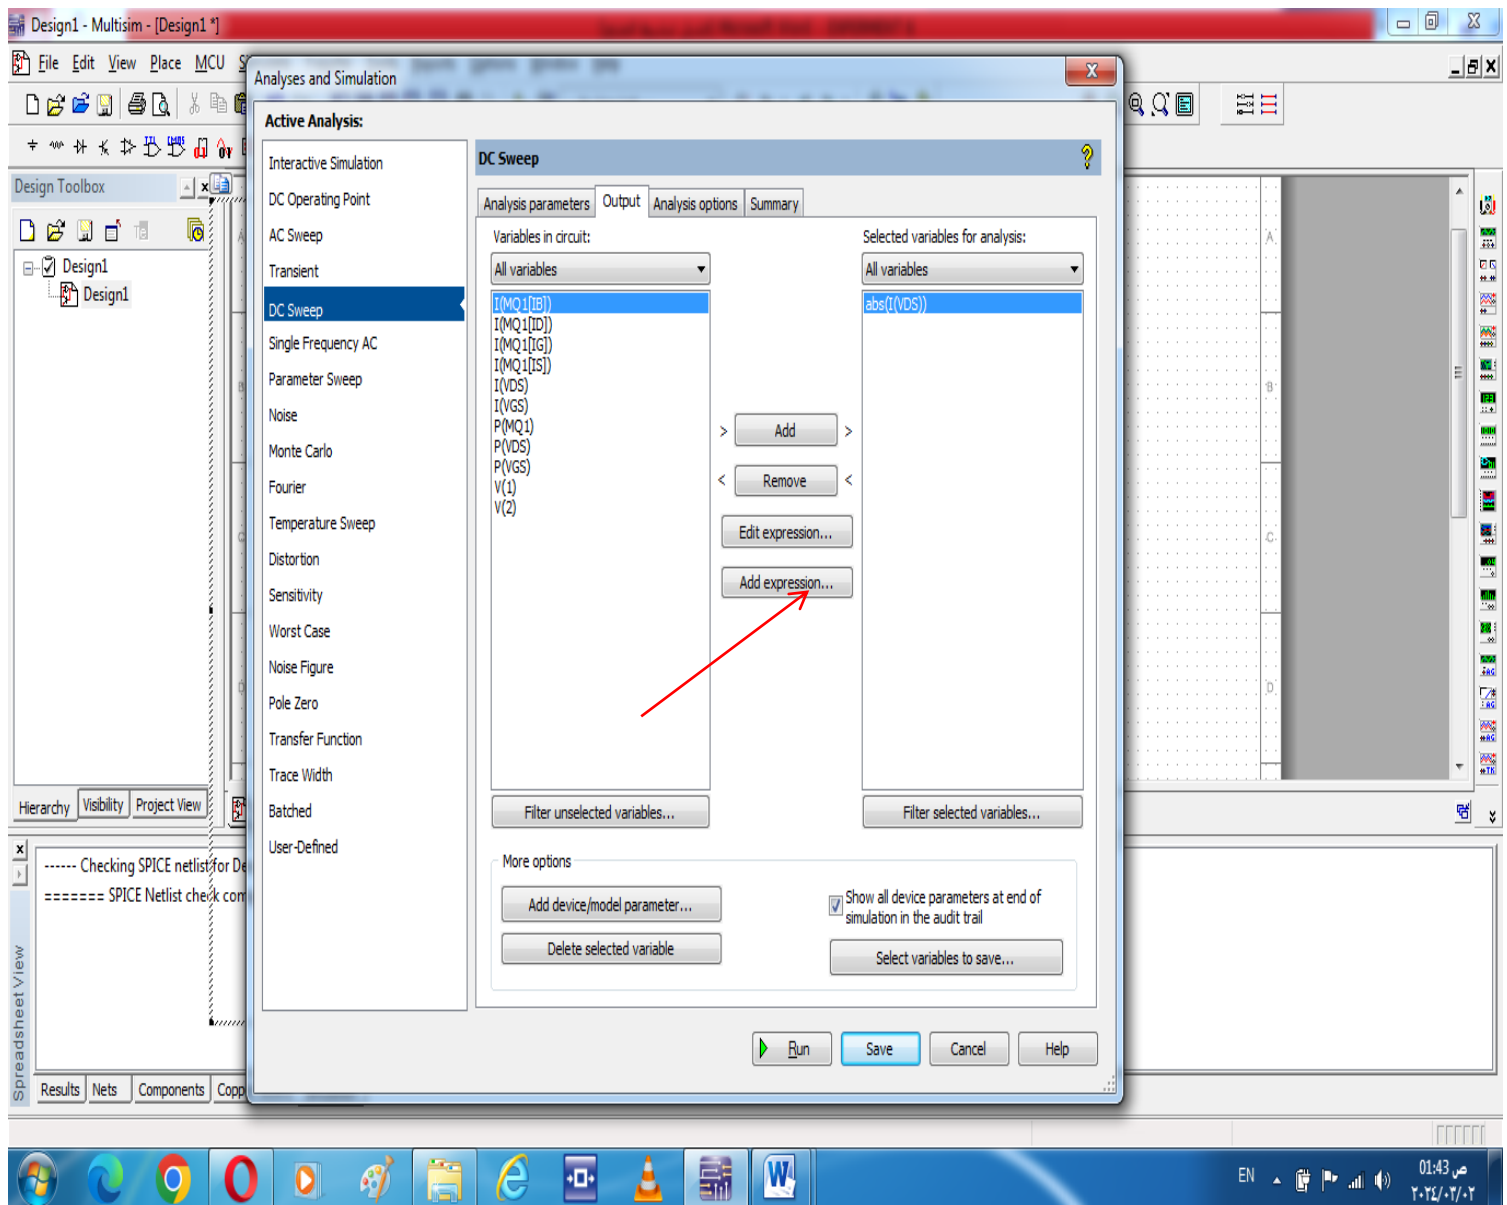 Design1 - Multisim - [Design1 *]
File Edit View Place MCU
Analyses and Simulation
Active Analysis:
Interactive Simulation
DC Operating Point
AC Sweep
Transient
DC Sweep
Single Frequency AC
Parameter Sweep
Noise
Monte Carlo
Fourier
Temperature Sweep
Distortion
Sensitivity
Worst Case
Noise Figure
Pole Zero
Transfer Function
Trace Width
Batched
User-Defined
DC Sweep
Analysis parameters Output Analysis options Summary
Variables in circuit:
All variables
I(MQ1[IB])
I(MQ1[ID])
I(MQ1[IG])
I(MQ1[IS])
I(VDS)
I(VGS)
P(MQ1)
P(VDS)
P(VGS)
V(1)
V(2)
> Add >
< Remove <
Edit expression...
Add expression...
Selected variables for analysis:
All variables
abs(I(VDS))
Filter unselected variables...
Filter selected variables...
More options
Add device/model parameter...
Delete selected variable
Show all device parameters at end of
simulation in the audit trail
Select variables to save...
Run Save Cancel Help
Design Toolbox
Design1
Design1
Hierarchy Visibility Project View
A
B
C
D
------ Checking SPICE netlist for De
======= SPICE Netlist check com
Spreadsheet View
Results Nets Components Copp
EN
01:43 ص
٢٠٢٤/٠٣/٠٢